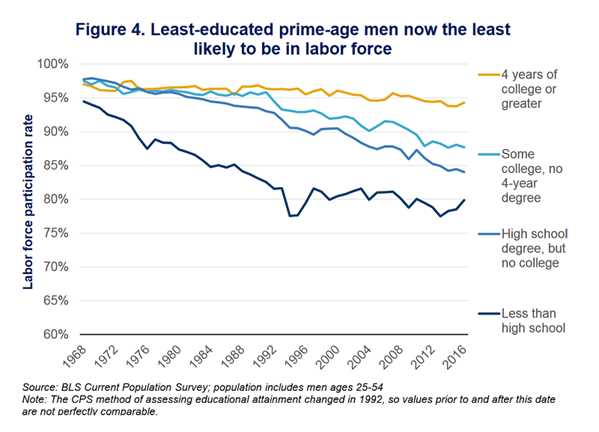 Figure 4. Least-educated prime-age men now the least
likely to be in labor force
100%
95%
90%
85%
80%
75%
70%
65%
60%
Labor force participation rate
1968
1972
1976
1980
1984
1988
1992
1996
2000
2004
2008
2012
2016
4 years of
college or
greater
Some
college, no
4-year
degree
High school
degree, but
no college
Less than
high school
Source: BLS Current Population Survey; population includes men ages 25-54
Note: The CPS method of assessing educational attainment changed in 1992, so values prior to and after this date
are not perfectly comparable.